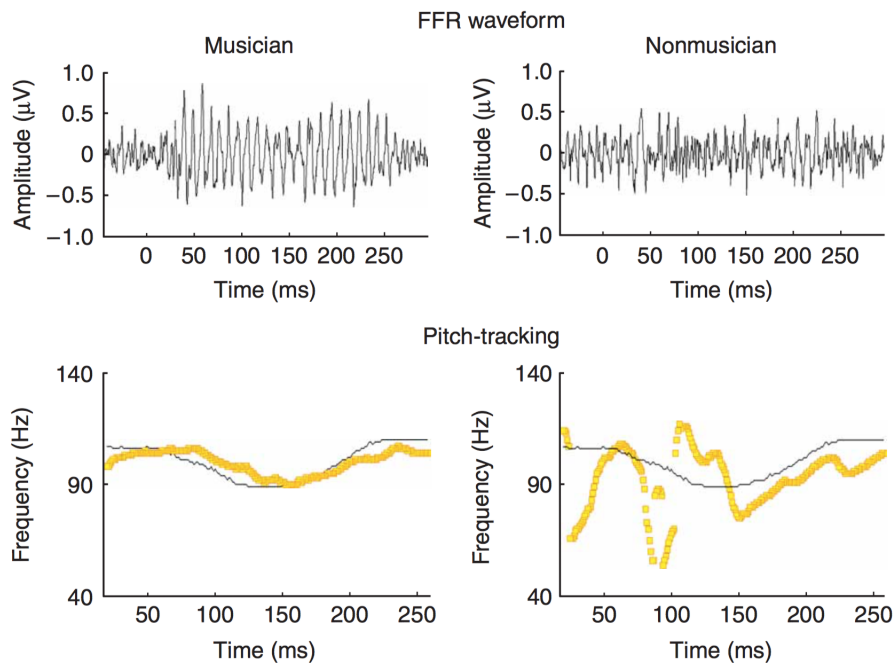 FFR waveform
Musician
Nonmusician
Amplitude (μV)
1.0
0.5
0
−0.5
−1.0
0 50 100 150 200 250
Time (ms)
Amplitude (μV)
1.0
0.5
0
−0.5
−1.0
0 50 100 150 200 250
Time (ms)
Pitch-tracking
Frequency (Hz)
140
90
40
50 100 150 200 250
Time (ms)
Frequency (Hz)
140
90
40
50 100 150 200 250
Time (ms)